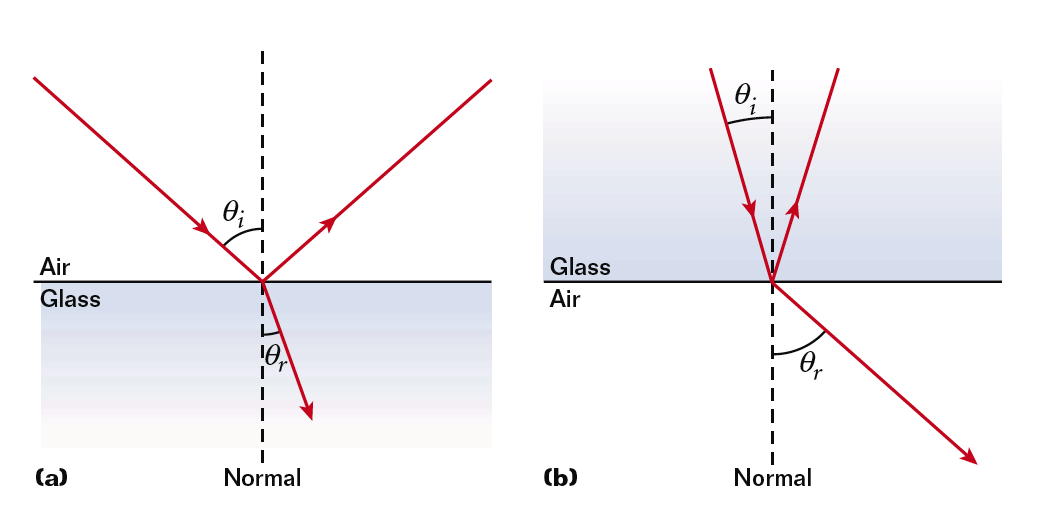 θi
Air
Glass
θr
(a)
Normal
θi
Glass
Air
θr
(b)
Normal